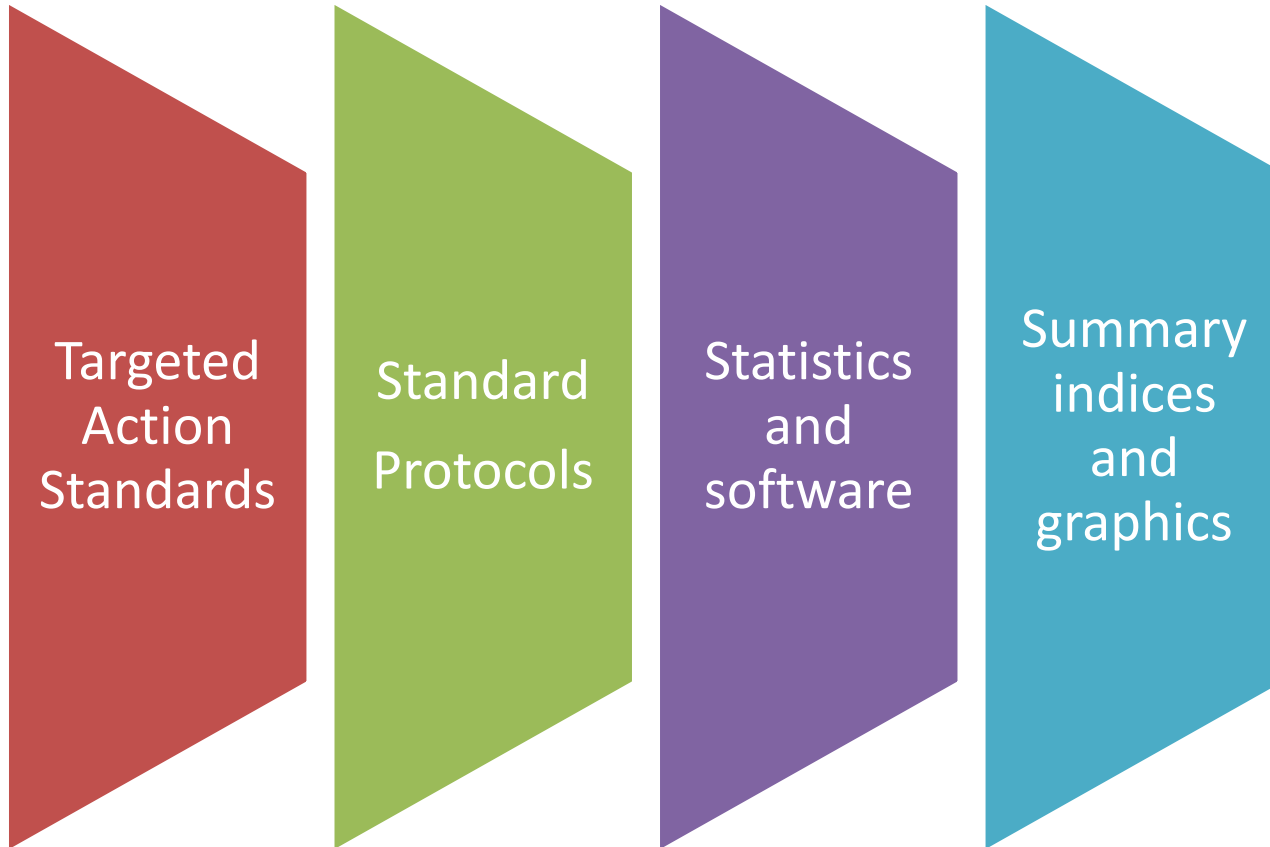 Targeted
Action
Standards
Standard
Protocols
Statistics
and
software
Summary
indices
and
graphics